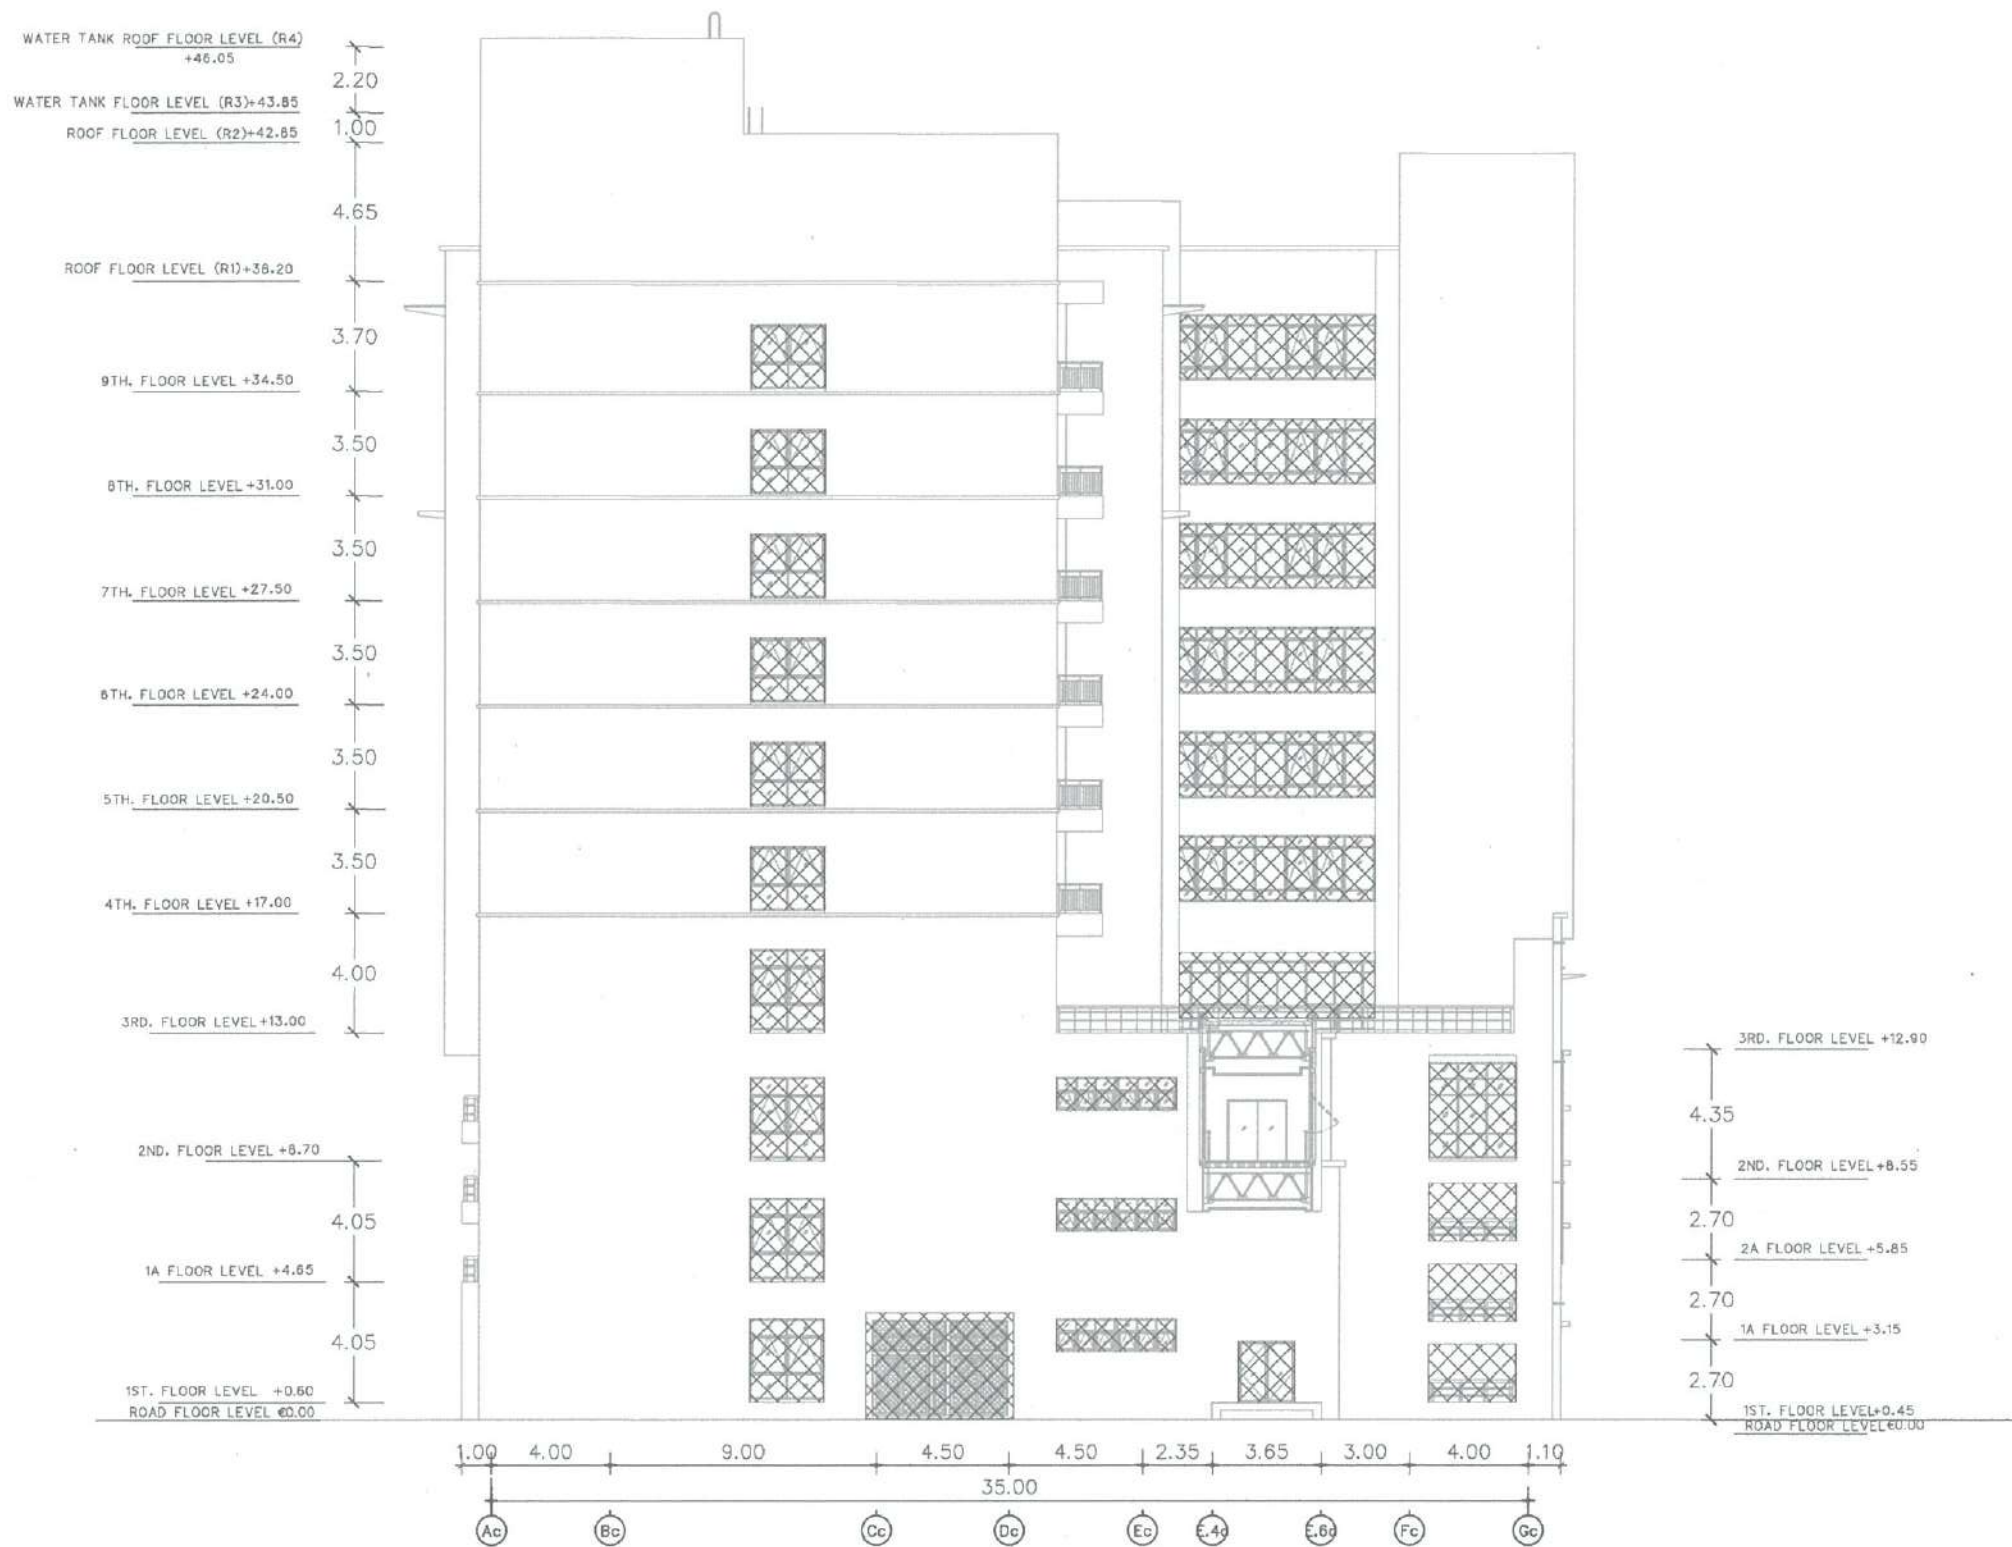 WATER TANK ROOF FLOOR LEVEL (R4)
+46.05
2.20
WATER TANK FLOOR LEVEL (R3)+43.85
1.00
ROOF FLOOR LEVEL (R2)+42.85
4.65
ROOF FLOOR LEVEL (R1)+38.20
3.70
9TH. FLOOR LEVEL +34.50
3.50
8TH. FLOOR LEVEL +31.00
3.50
7TH. FLOOR LEVEL +27.50
3.50
6TH. FLOOR LEVEL +24.00
3.50
5TH. FLOOR LEVEL +20.50
3.50
4TH. FLOOR LEVEL +17.00
4.00
3RD. FLOOR LEVEL +13.00
3RD. FLOOR LEVEL +12.90
4.35
2ND. FLOOR LEVEL +8.70
2ND. FLOOR LEVEL +8.55
4.05
2.70
2A FLOOR LEVEL +5.85
1A FLOOR LEVEL +4.65
2.70
1A FLOOR LEVEL +3.15
4.05
2.70
1ST. FLOOR LEVEL +0.60
ROAD FLOOR LEVEL €0.00
1ST. FLOOR LEVEL+0.45
ROAD FLOOR LEVEL€0.00
1.00 4.00 9.00 4.50 4.50 2.35 3.65 3.00 4.00 1.10
35.00
Ac Bc Cc Dc Ec E.4d E.6d Fc Gc